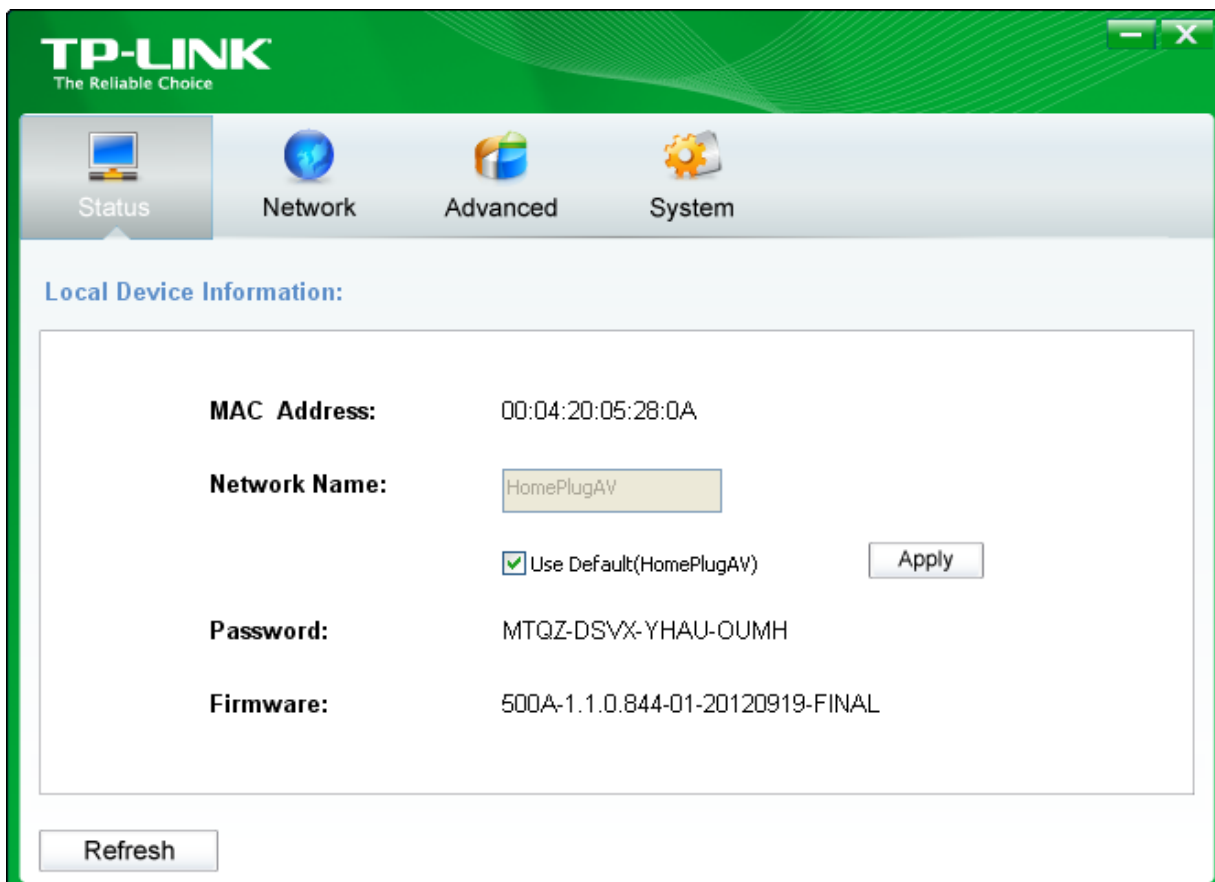 TP-LINK
The Reliable Choice
Status Network Advanced System
Local Device Information:
MAC Address: 00:04:20:05:28:0A
Network Name: HomePlugAV
Use Default(HomePlugAV) Apply
Password: MTQZ-DSVX-YHAU-OUMH
Firmware: 500A-1.1.0.844-01-20120919-FINAL
Refresh